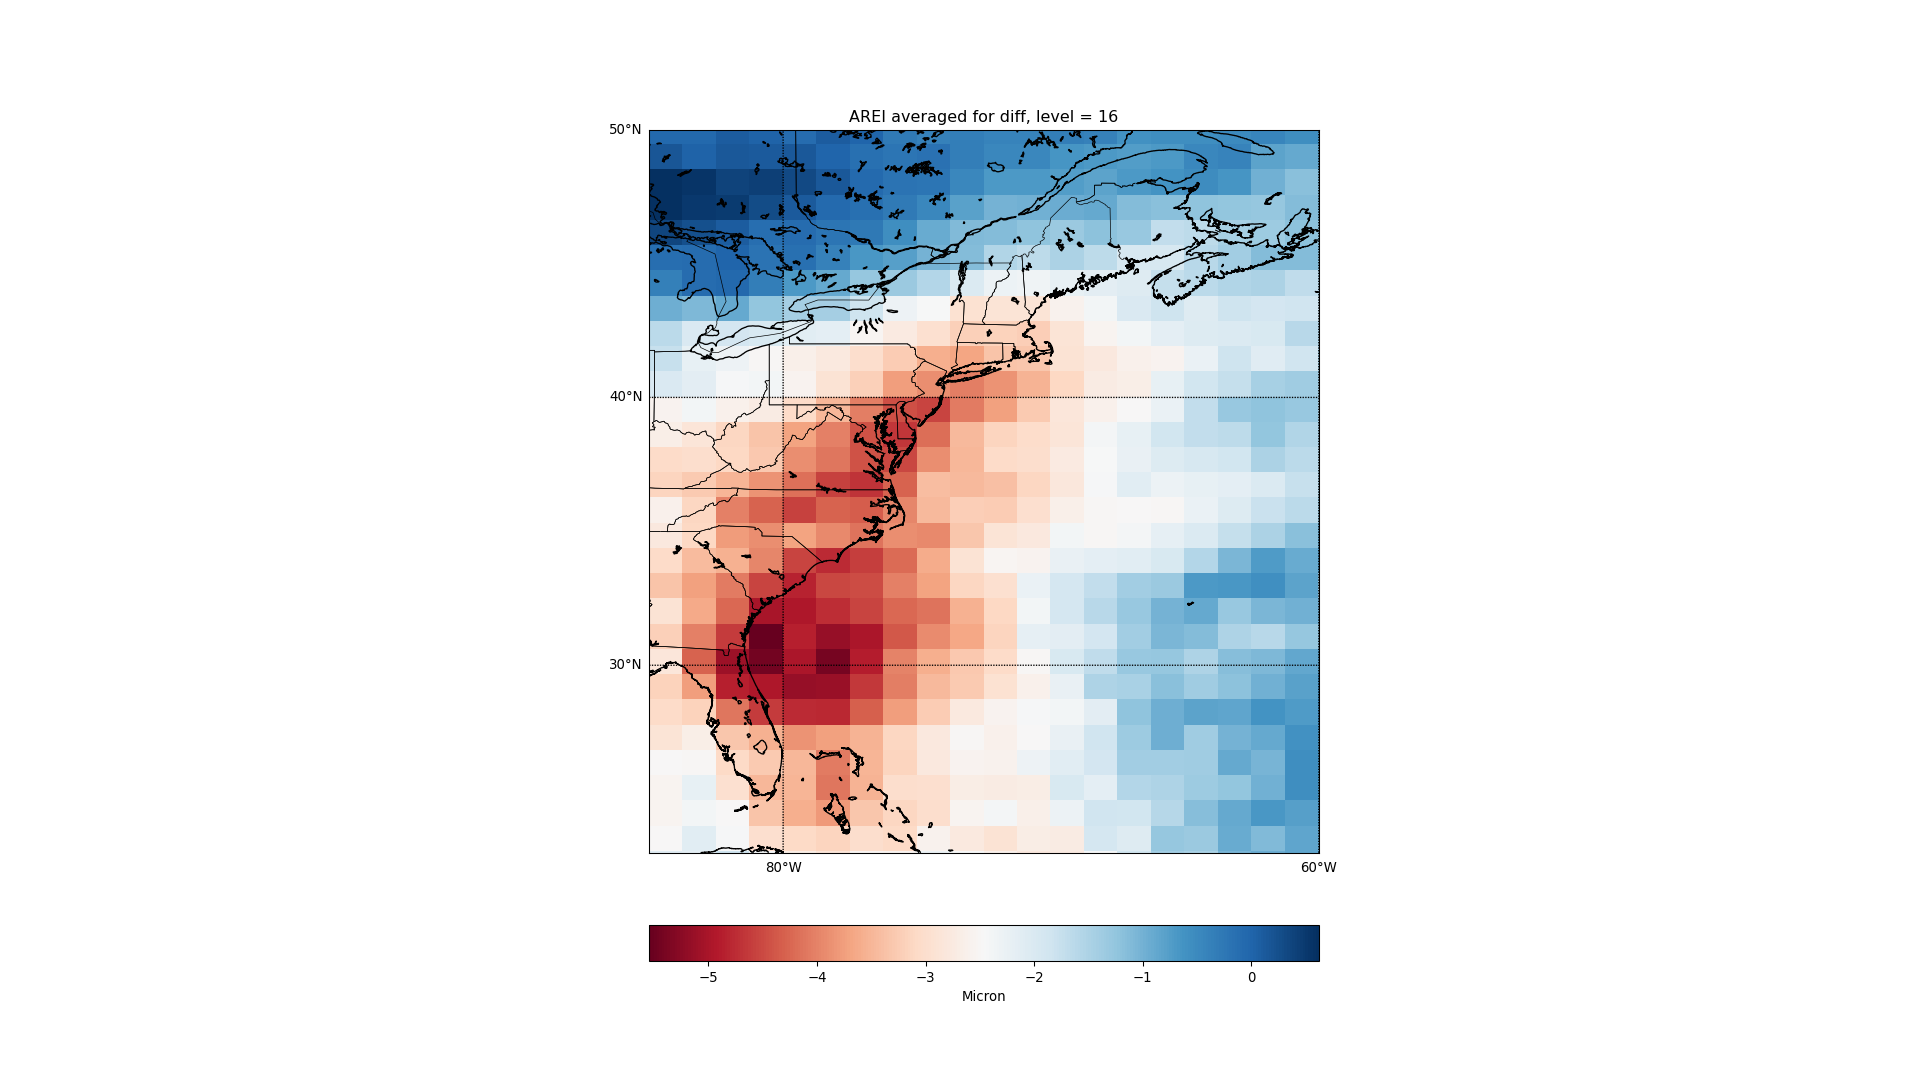 AREI averaged for diff, level = 16
50°N
40°N
30°N
80°W
60°W
−5
−4
−3
−2
−1
0
Micron